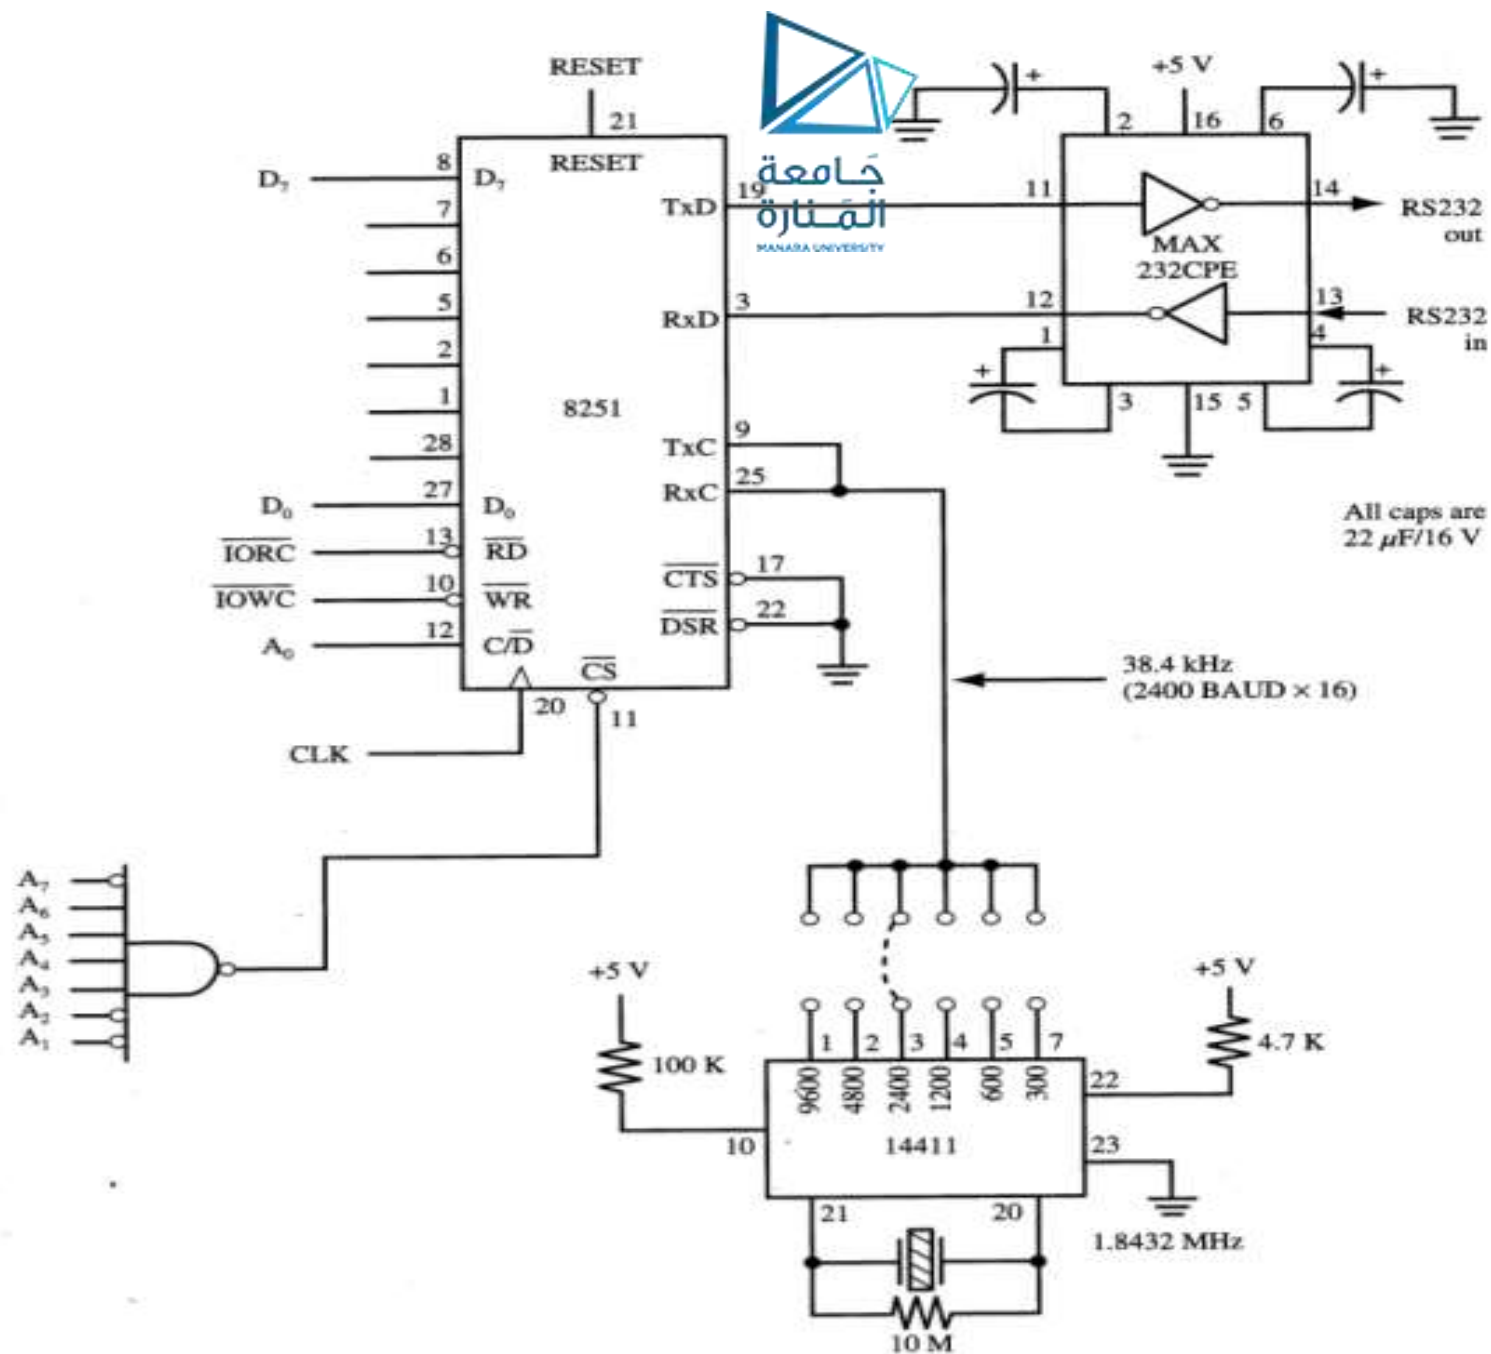 RESET
21
RESET
D₇ 8 D₇
7
6
5
2
1
28
D₀ 27 D₀
IORC 13 RD
IOWC 10 WR
A₀ 12 C/D
CS
20
11
CLK
8251
TxD 19
RxD 3
TxC 9
RxC 25
CTS 17
DSR 22
جَامعة
المَنارة
MANARA UNIVERSITY
+
+5 V
+
2
16
6
11
14
RS232
out
MAX
232CPE
12
13
RS232
in
1
4
+
+
3
15
5
All caps are
22 μF/16 V
38.4 kHz
(2400 BAUD × 16)
A₇
A₆
A₅
A₄
A₃
A₂
A₁
+5 V
100 K
+5 V
4.7 K
1
2
3
4
5
7
9600
4800
2400
1200
600
300
22
10
14411
23
21
20
1.8432 MHz
10 M